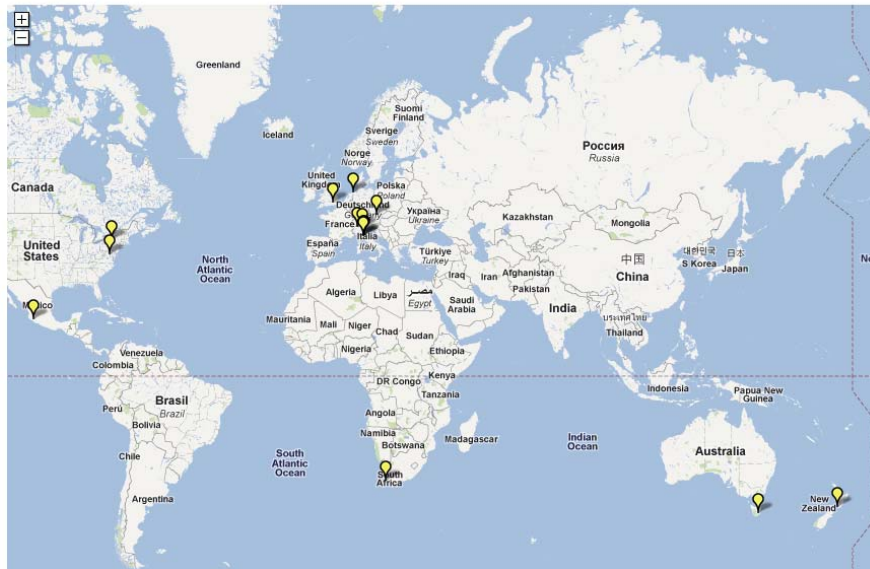 +
−
Greenland
Iceland
Suomi
Finland
Sverige
Sweden
Norge
Norway
Россия
Russia
United
Kingdom
Polska
Poland
Canada
Deutschland
Україна
Ukraine
France
Kazakhstan
Mongolia
United
States
Italia
Italy
España
Spain
Türkiye
Turkey
中国
China
대한민국
S Korea
日本
Japan
North
Atlantic
Ocean
Iraq
Iran
Afghanistan
Pakistan
Algeria
Libya
مصر
Egypt
Saudi
Arabia
India
México
Mauritania
Mali
Niger
Chad
Sudan
ประเทศไทย
Thailand
Nigeria
Ethiopia
Venezuela
Colombia
Kenya
DR Congo
Tanzania
Indonesia
Papua New
Guinea
Perú
Brasil
Brazil
Bolivia
Angola
Namibia
Botswana
Madagascar
Chile
South
Atlantic
Ocean
Indian
Ocean
Australia
South
Africa
Argentina
New
Zealand